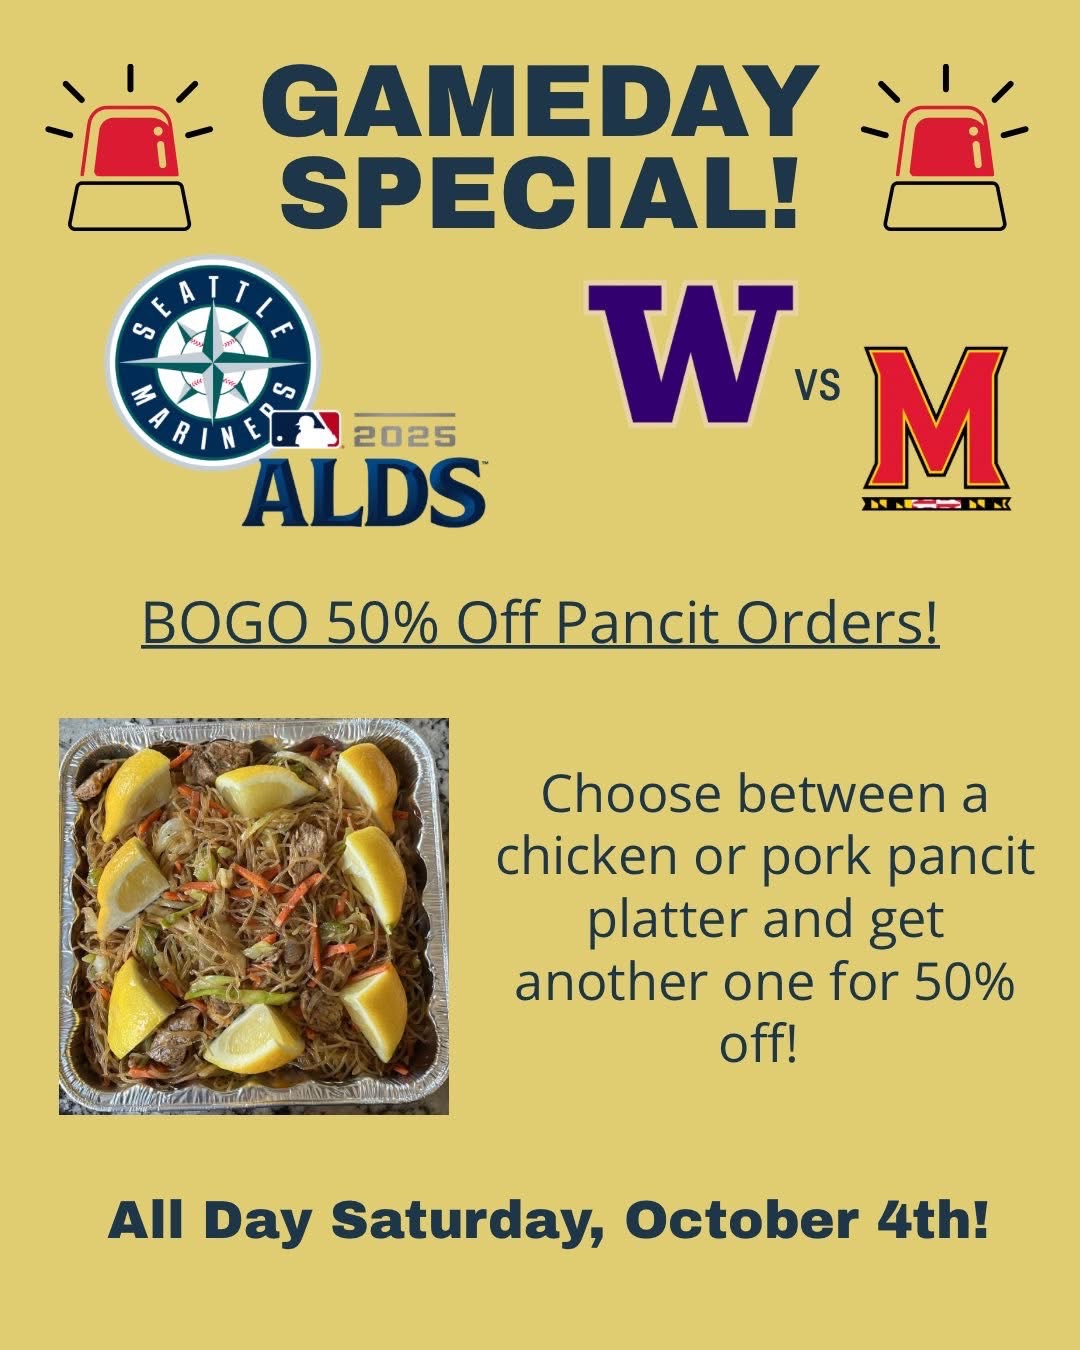 GAMEDAY
SPECIAL!
SEATTLE
MARINERS
2025
ALDS™
W
VS
M
BOGO 50% Off Pancit Orders!
Choose between a
chicken or pork pancit
platter and get
another one for 50%
off!
All Day Saturday, October 4th!